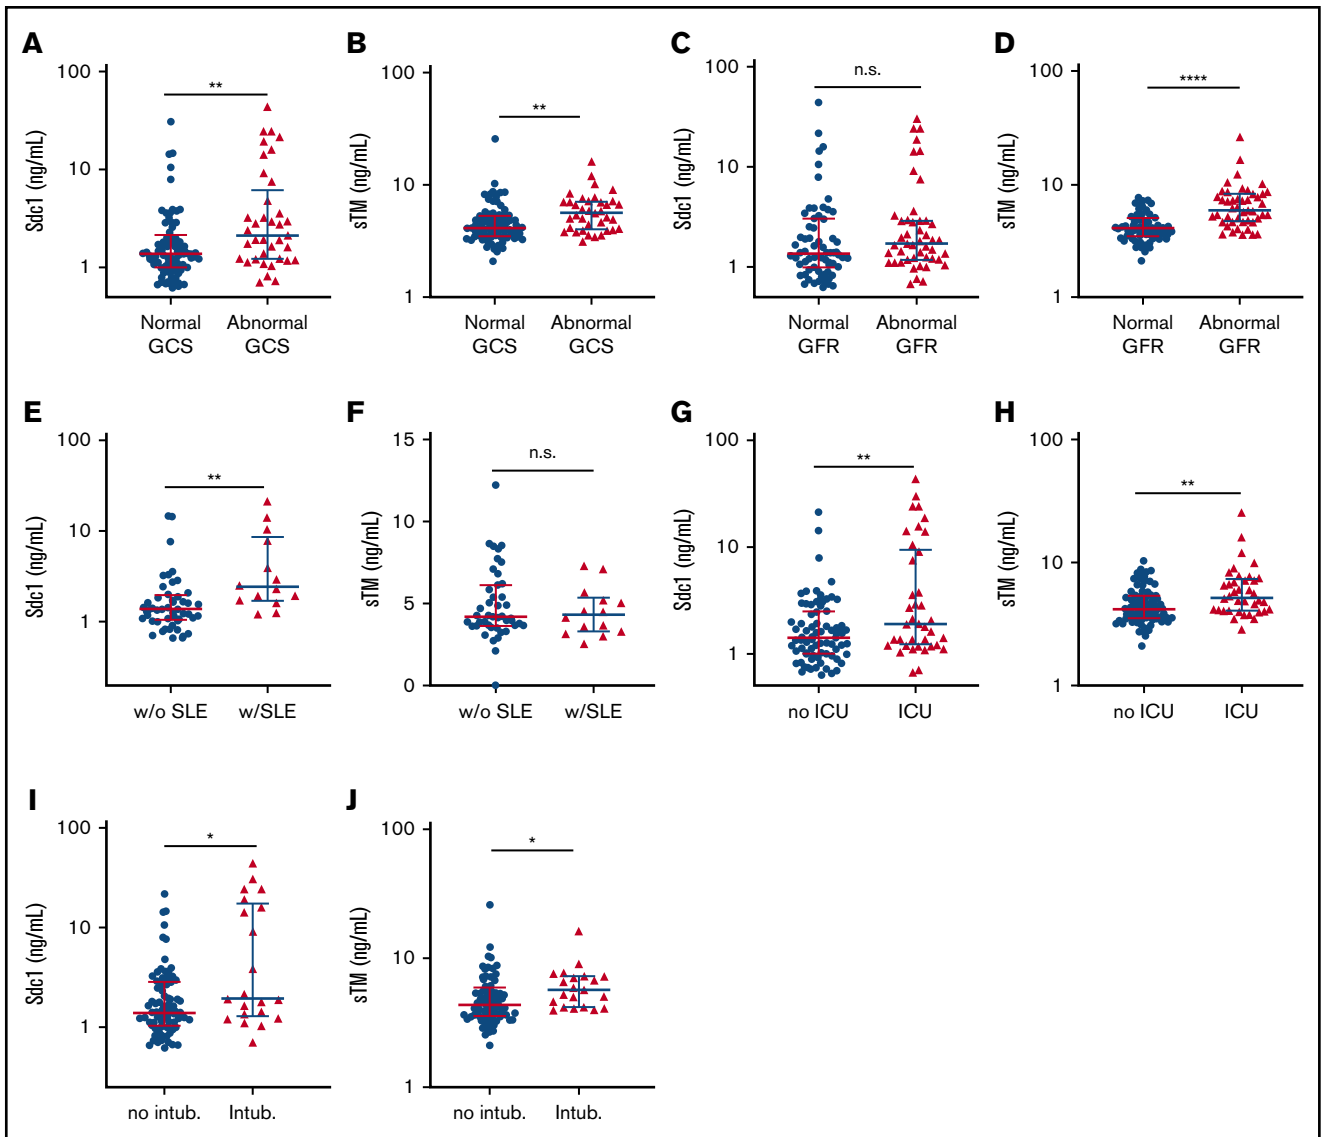 A
Sdc1 (ng/mL)
100
10
1
**
Normal GCS
Abnormal GCS
B
sTM (ng/mL)
100
10
1
**
Normal GCS
Abnormal GCS
C
Sdc1 (ng/mL)
100
10
1
n.s.
Normal GFR
Abnormal GFR
D
sTM (ng/mL)
100
10
1
****
Normal GFR
Abnormal GFR
E
Sdc1 (ng/mL)
100
10
1
**
w/o SLE
w/SLE
F
sTM (ng/mL)
15
10
5
0
n.s.
w/o SLE
w/SLE
G
Sdc1 (ng/mL)
100
10
1
**
no ICU
ICU
H
sTM (ng/mL)
100
10
1
**
no ICU
ICU
I
Sdc1 (ng/mL)
100
10
1
*
no intub.
Intub.
J
sTM (ng/mL)
100
10
1
*
no intub.
Intub.